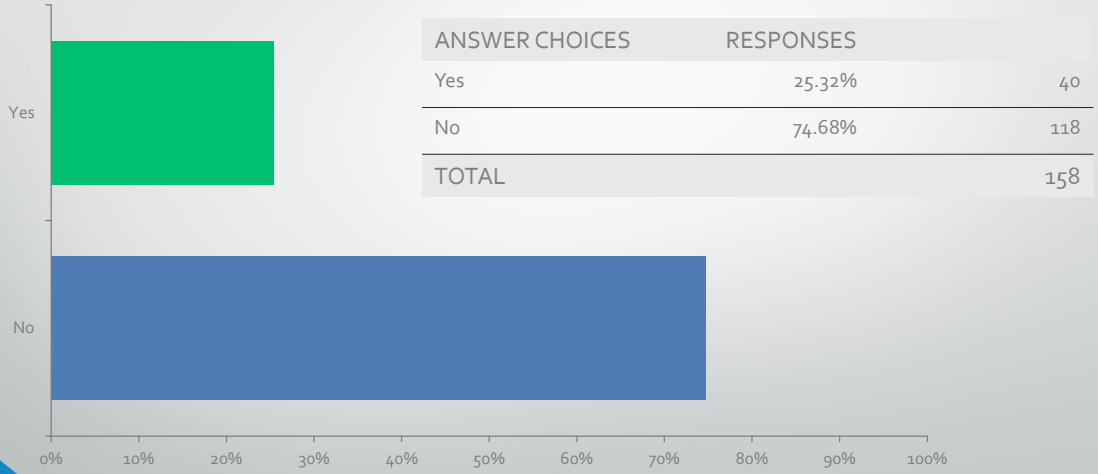 ANSWER CHOICES RESPONSES
Yes 25.32% 40
No 74.68% 118
TOTAL 158
Yes
No
0% 10% 20% 30% 40% 50% 60% 70% 80% 90% 100%